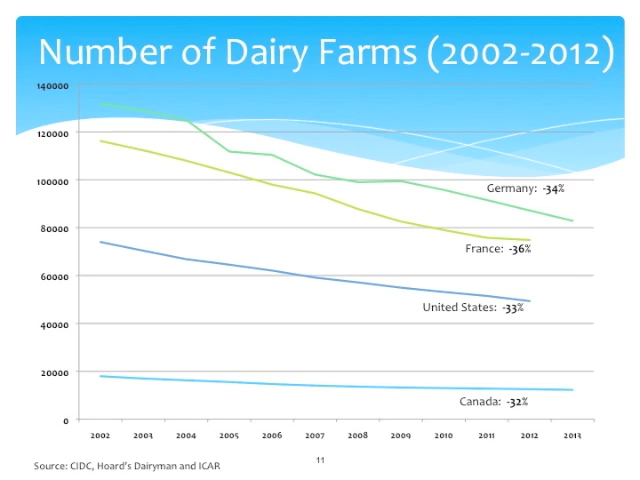 Number of Dairy Farms (2002-2012)
140000
120000
100000
80000
60000
40000
20000
0
Germany: -34%
France: -36%
United States: -33%
Canada: -32%
2002 2003 2004 2005 2006 2007 2008 2009 2010 2011 2012 2013
Source: CIDC, Hoard's Dairyman and ICAR
11